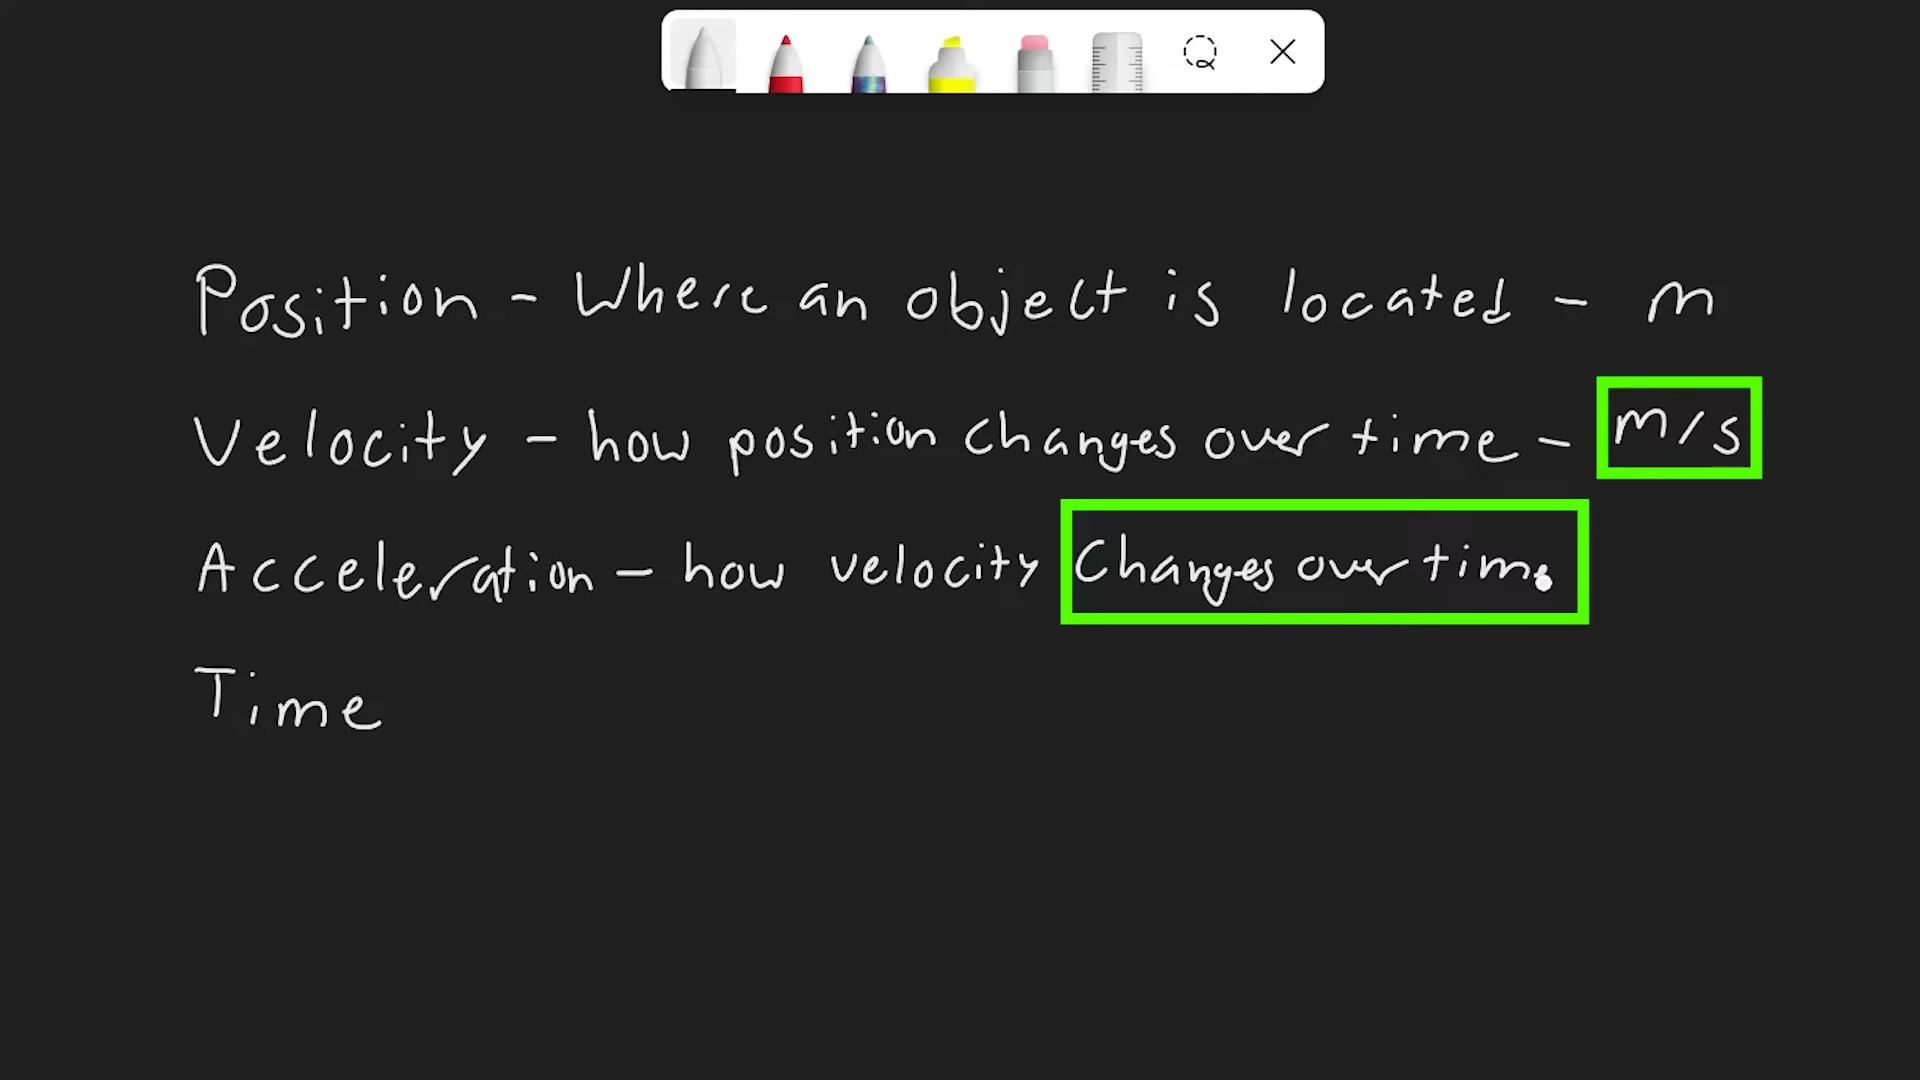 Position - Where an object is located - m
Velocity - how position changes over time - m/s
Acceleration - how velocity Changes over time
Time